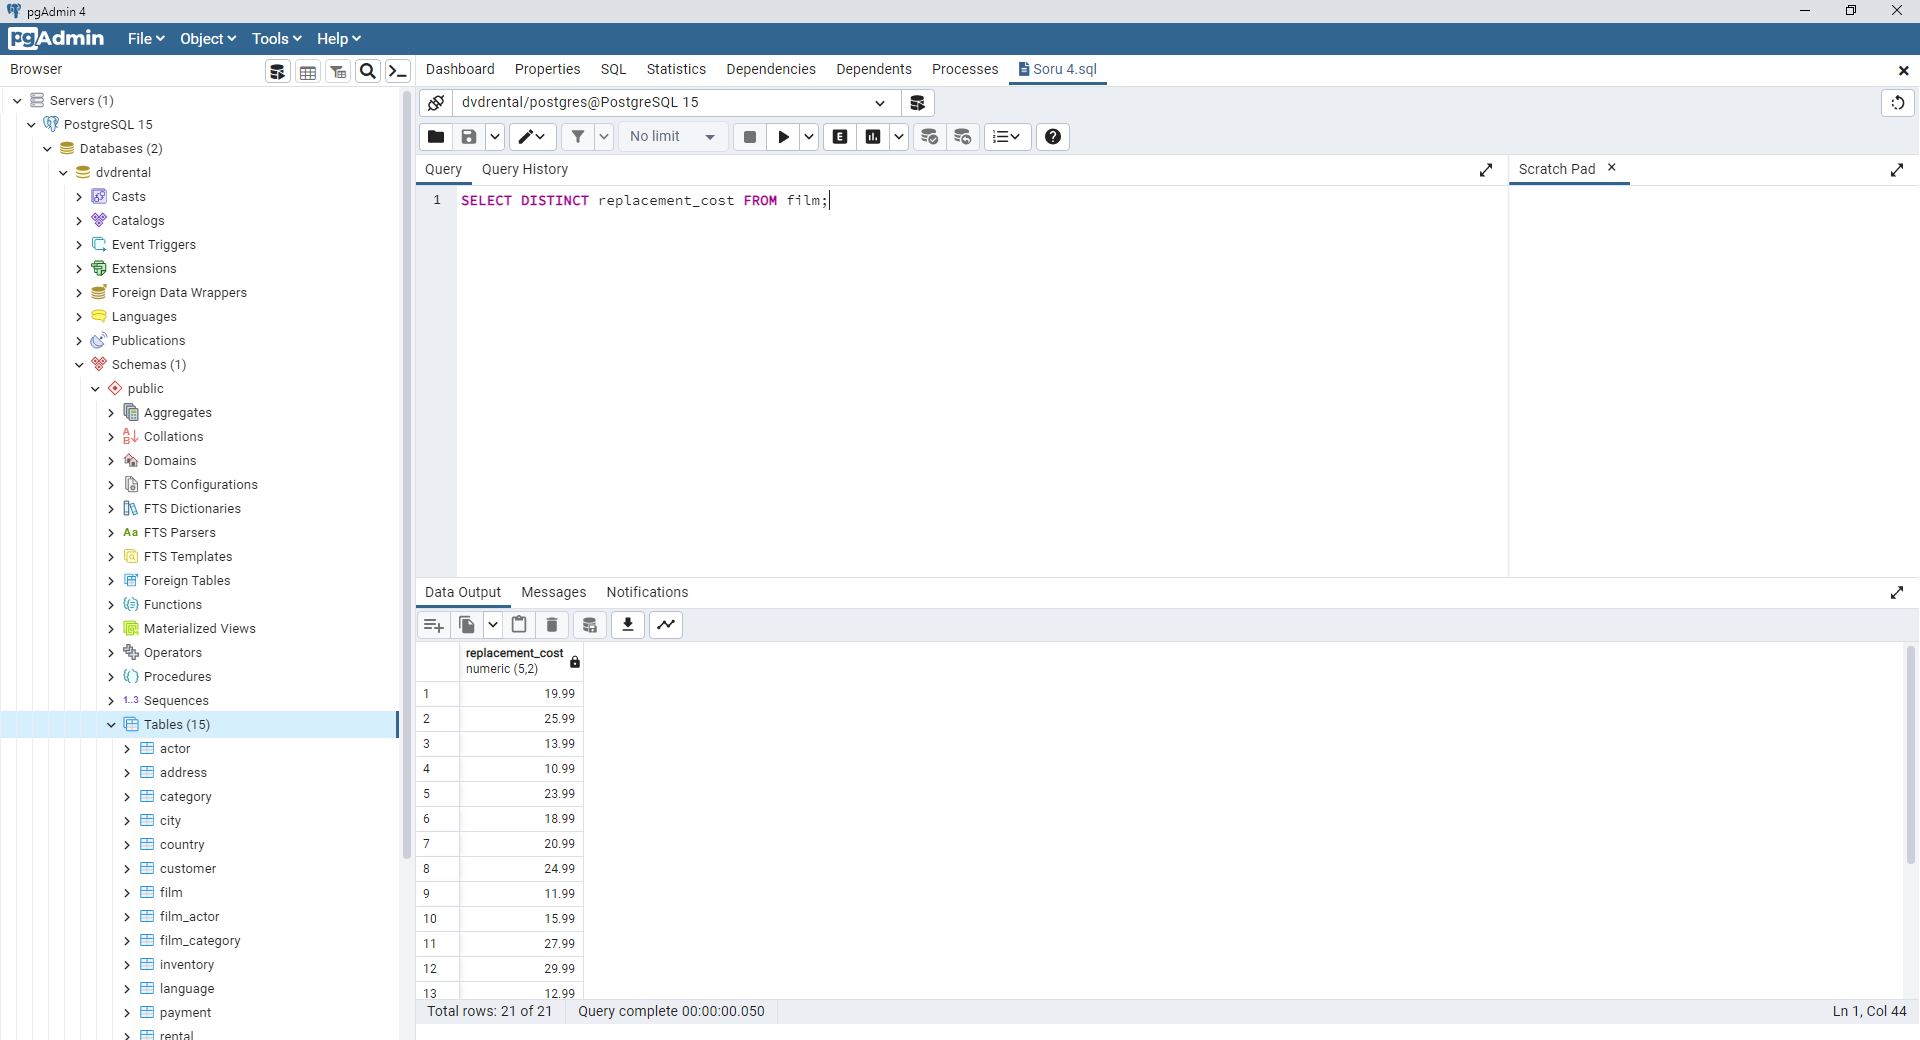 pgAdmin 4
pgAdmin File Object Tools Help
Browser
Dashboard Properties SQL Statistics Dependencies Dependents Processes Soru 4.sql
Servers (1)
PostgreSQL 15
Databases (2)
dvdrental
Casts
Catalogs
Event Triggers
Extensions
Foreign Data Wrappers
Languages
Publications
Schemas (1)
public
Aggregates
Collations
Domains
FTS Configurations
FTS Dictionaries
Aa FTS Parsers
FTS Templates
Foreign Tables
Functions
Materialized Views
Operators
Procedures
1..3 Sequences
Tables (15)
actor
address
category
city
country
customer
film
film_actor
film_category
inventory
language
payment
rental
dvdrental/postgres@PostgreSQL 15
No limit
E
Query Query History
Scratch Pad
1 SELECT DISTINCT replacement_cost FROM film;
Data Output Messages Notifications
replacement_cost
numeric (5,2)
1 19.99
2 25.99
3 13.99
4 10.99
5 23.99
6 18.99
7 20.99
8 24.99
9 11.99
10 15.99
11 27.99
12 29.99
13 12.99
Total rows: 21 of 21 Query complete 00:00:00.050 Ln 1, Col 44